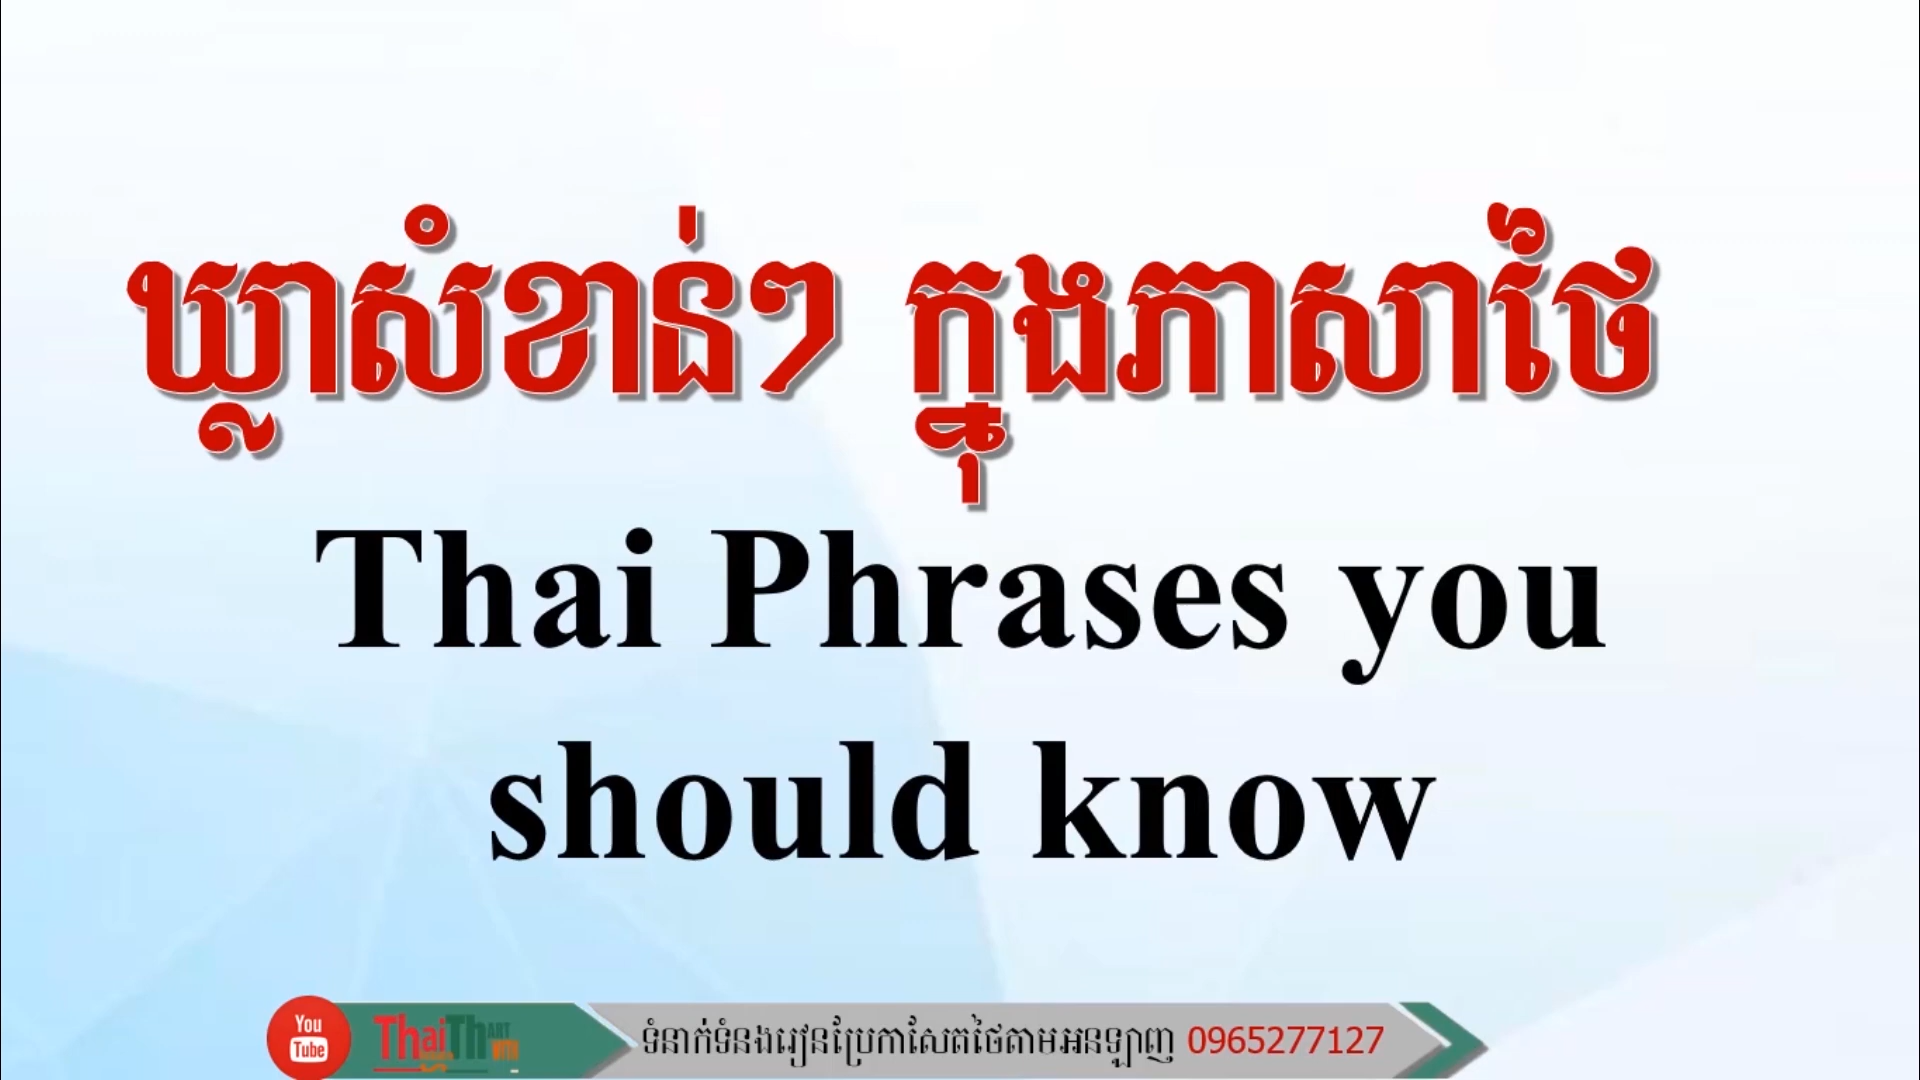 ឃ្លាសំខាន់ៗ ក្នុងភាសាថៃ
Thai Phrases you
should know
You
Tube
ទំនាក់ទំនងរៀនប្រែកាសែតថៃតាមអនឡាញ 0965277127